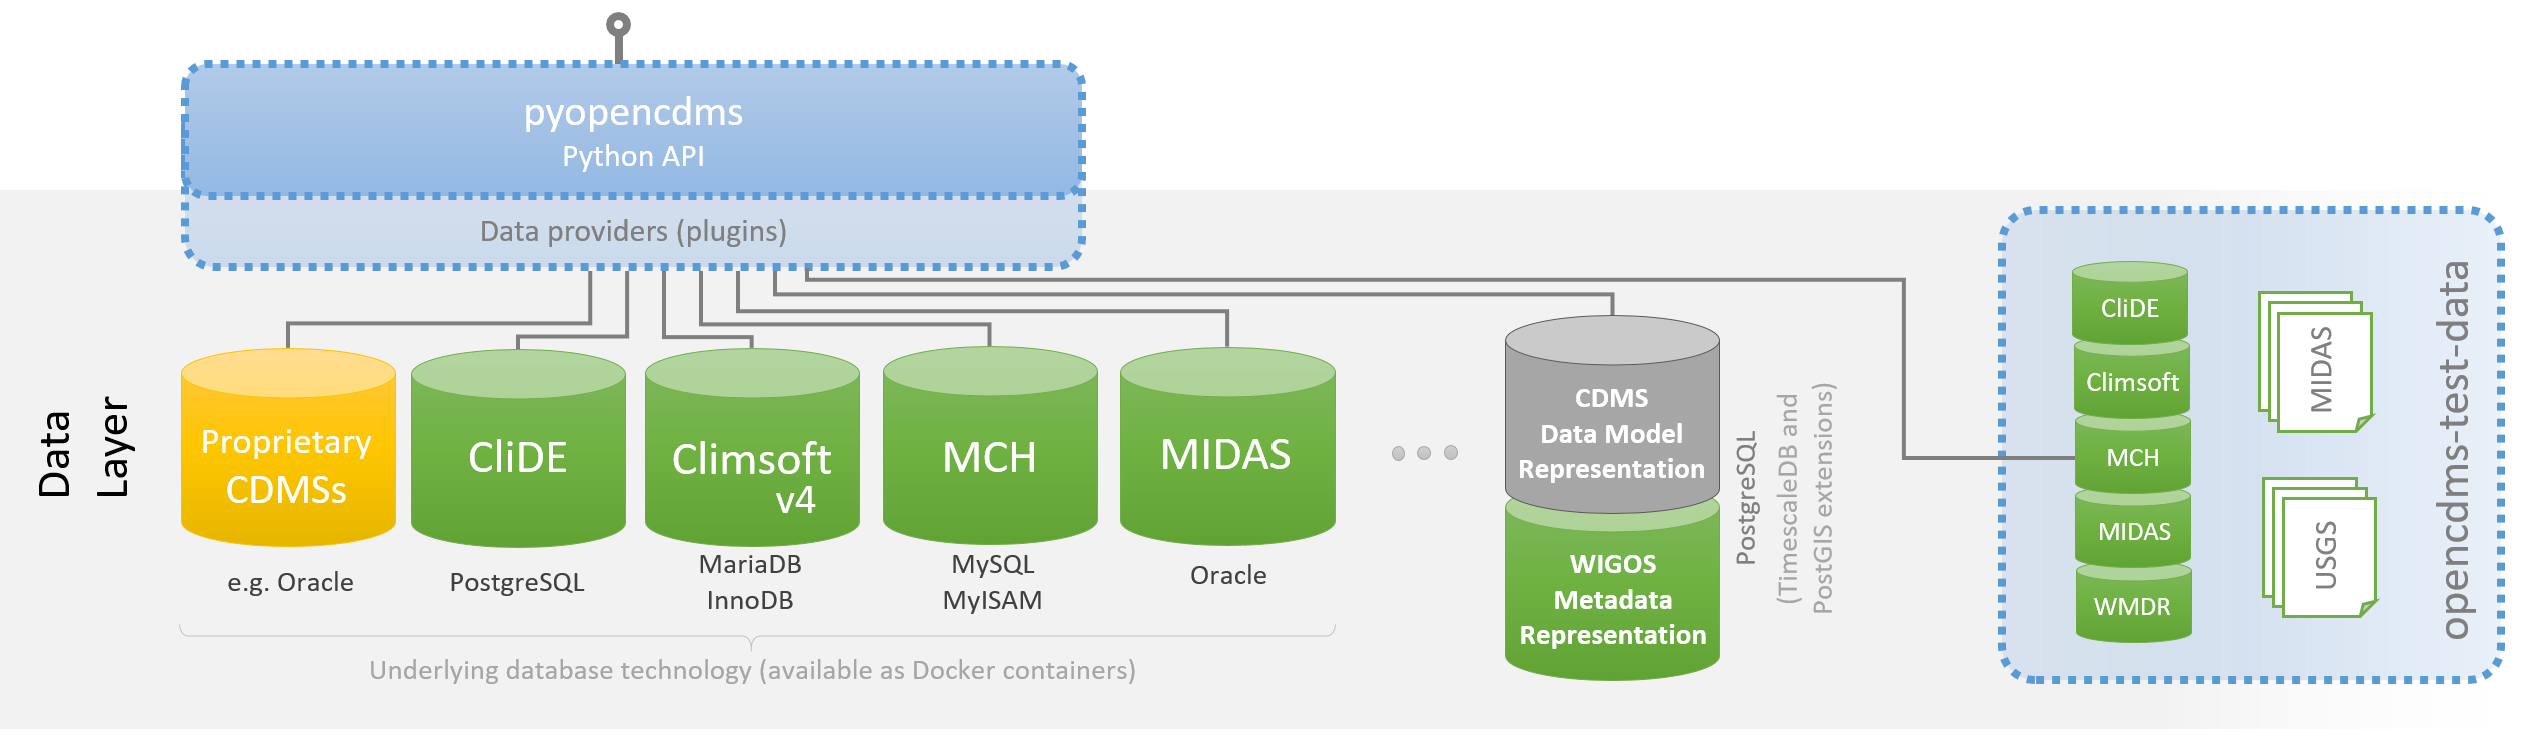 pyopencdms
Python API
Data providers (plugins)
Data
Layer
Proprietary
CDMSs
e.g. Oracle
CliDE
PostgreSQL
Climsoft
v4
MariaDB
InnoDB
MCH
MySQL
MyISAM
MIDAS
Oracle
Underlying database technology (available as Docker containers)
CDMS
Data Model
Representation
WIGOS
Metadata
Representation
PostgreSQL
(TimescaleDB and
PostGIS extensions)
CliDE
Climsoft
MCH
MIDAS
WMDR
MIDAS
USGS
opencdms-test-data